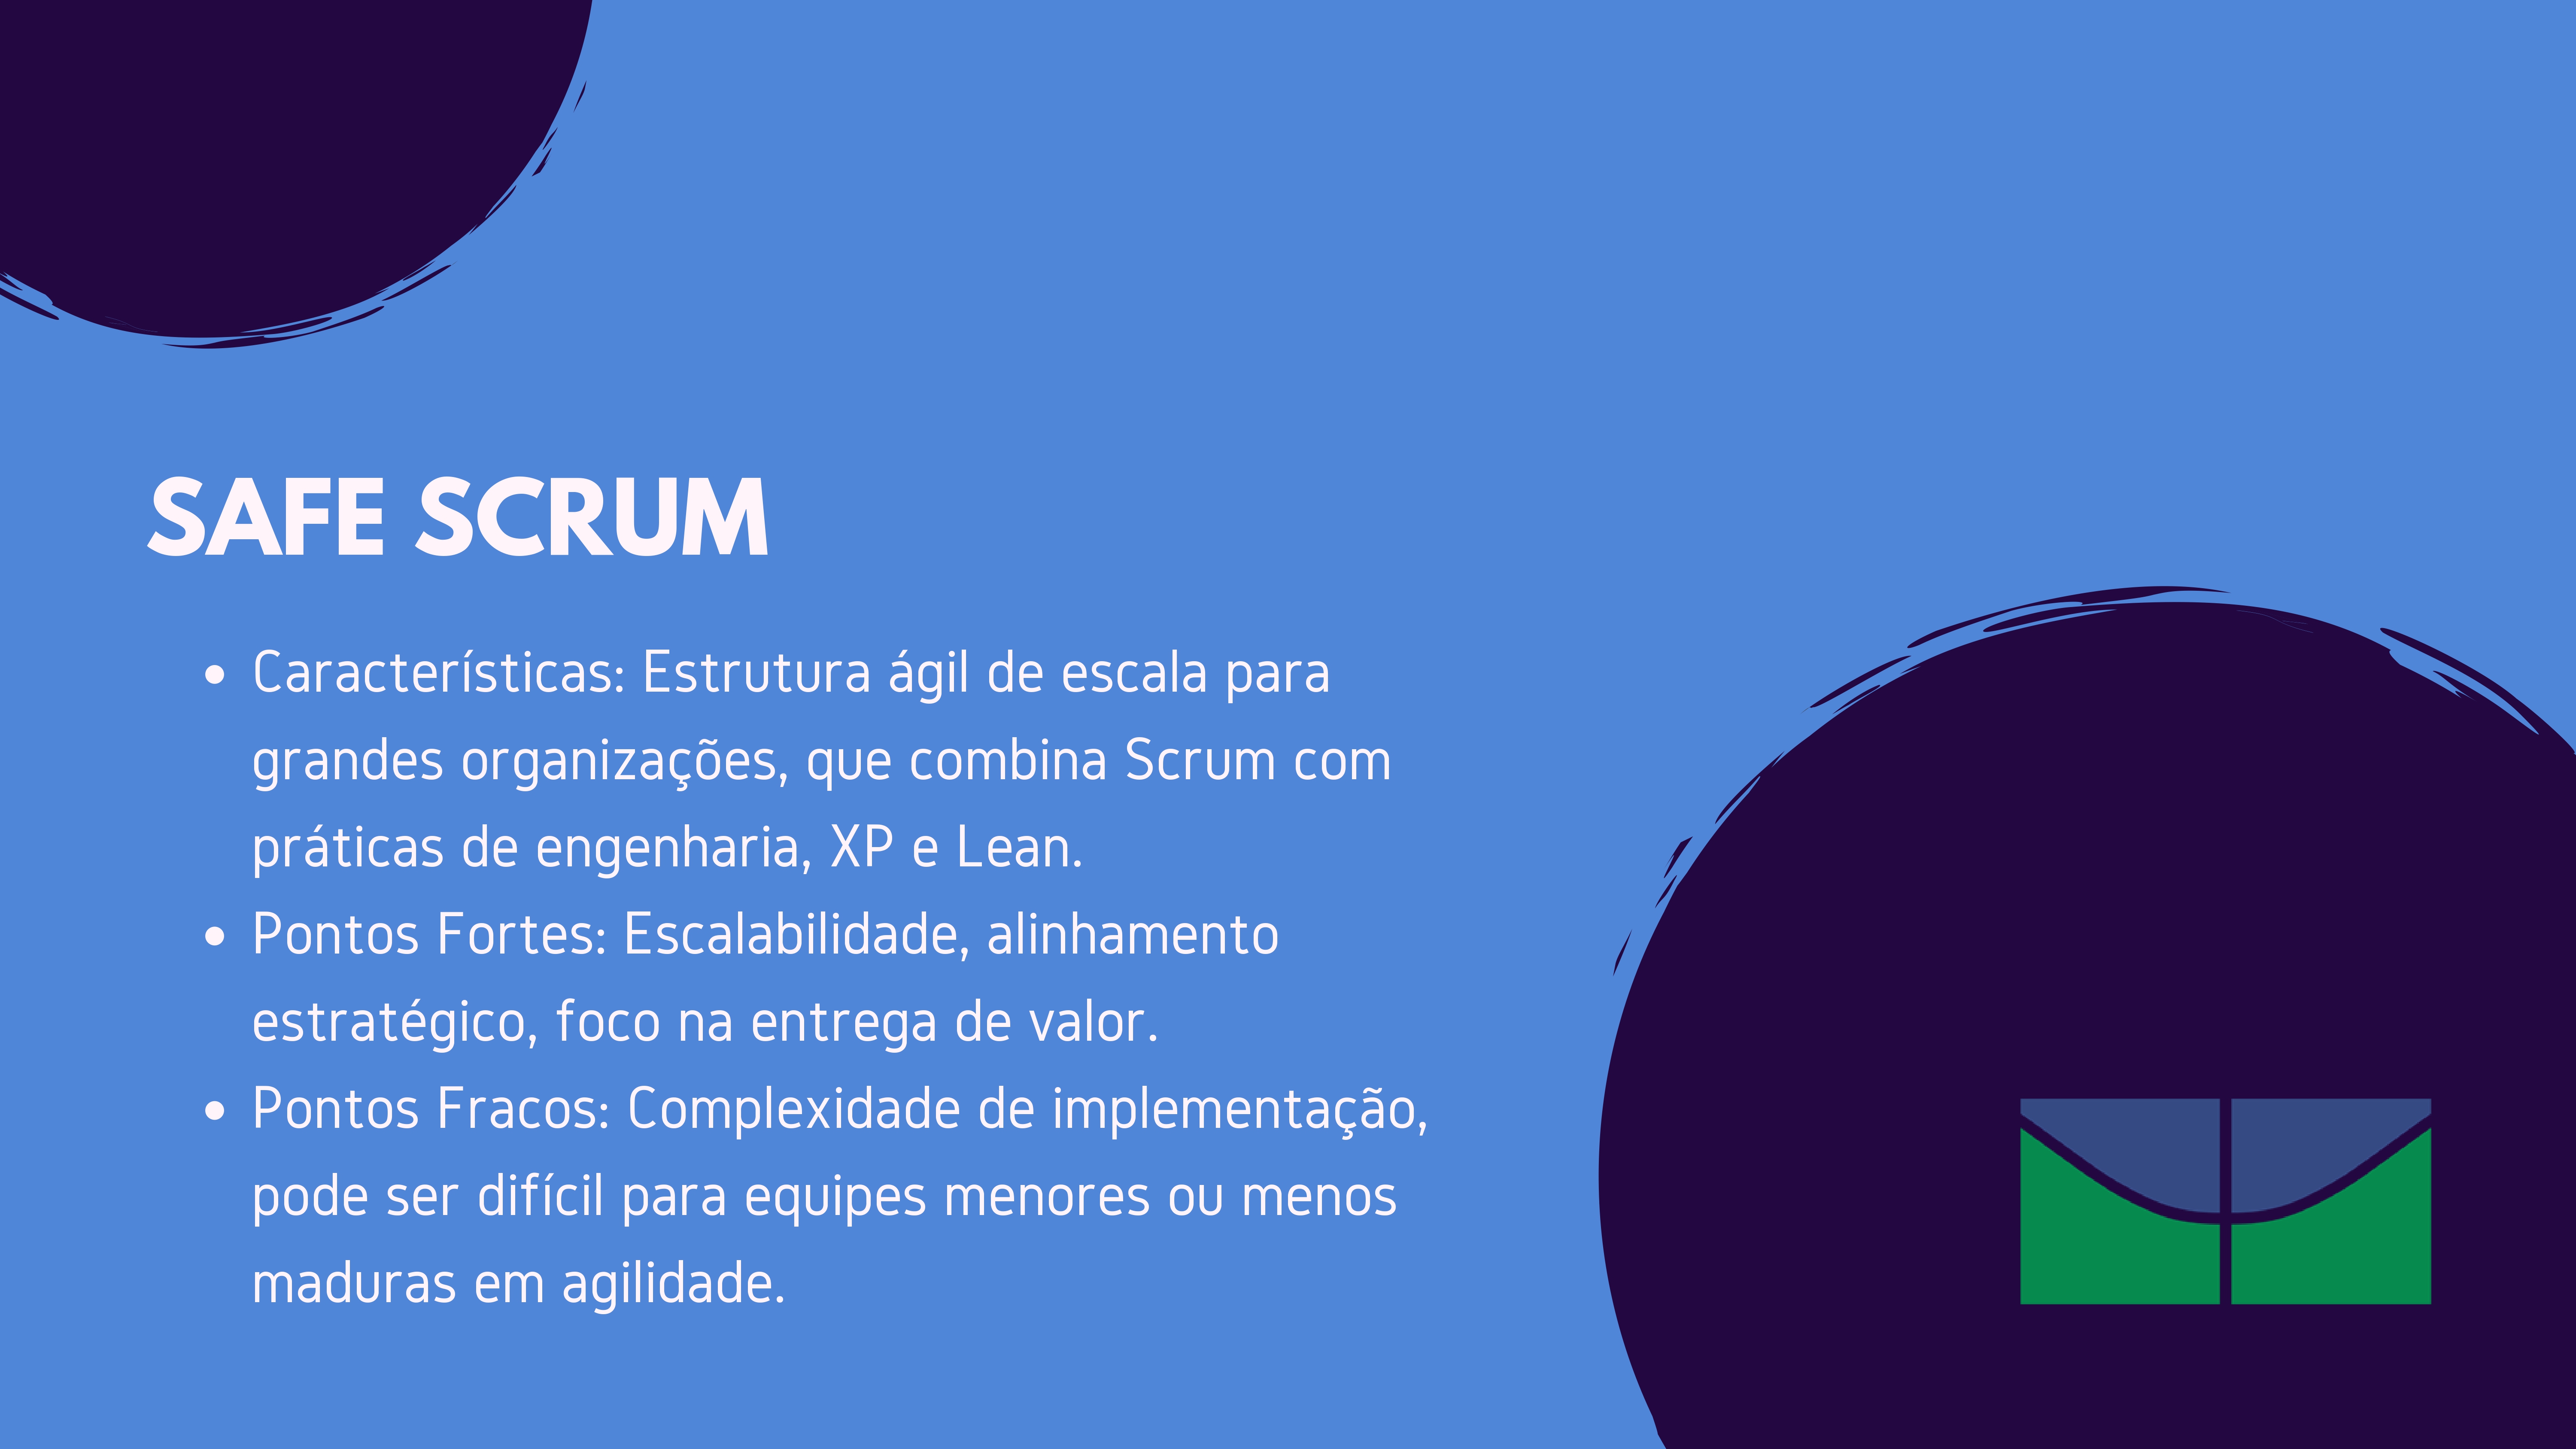 SAFE SCRUM
• Características: Estrutura ágil de escala para
grandes organizações, que combina Scrum com
práticas de engenharia, XP e Lean.
• Pontos Fortes: Escalabilidade, alinhamento
estratégico, foco na entrega de valor.
• Pontos Fracos: Complexidade de implementação,
pode ser difícil para equipes menores ou menos
maduras em agilidade.